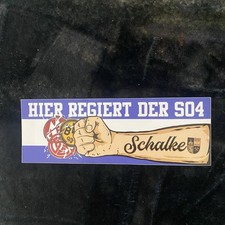 HIER REGIERT DER S04
Schalke